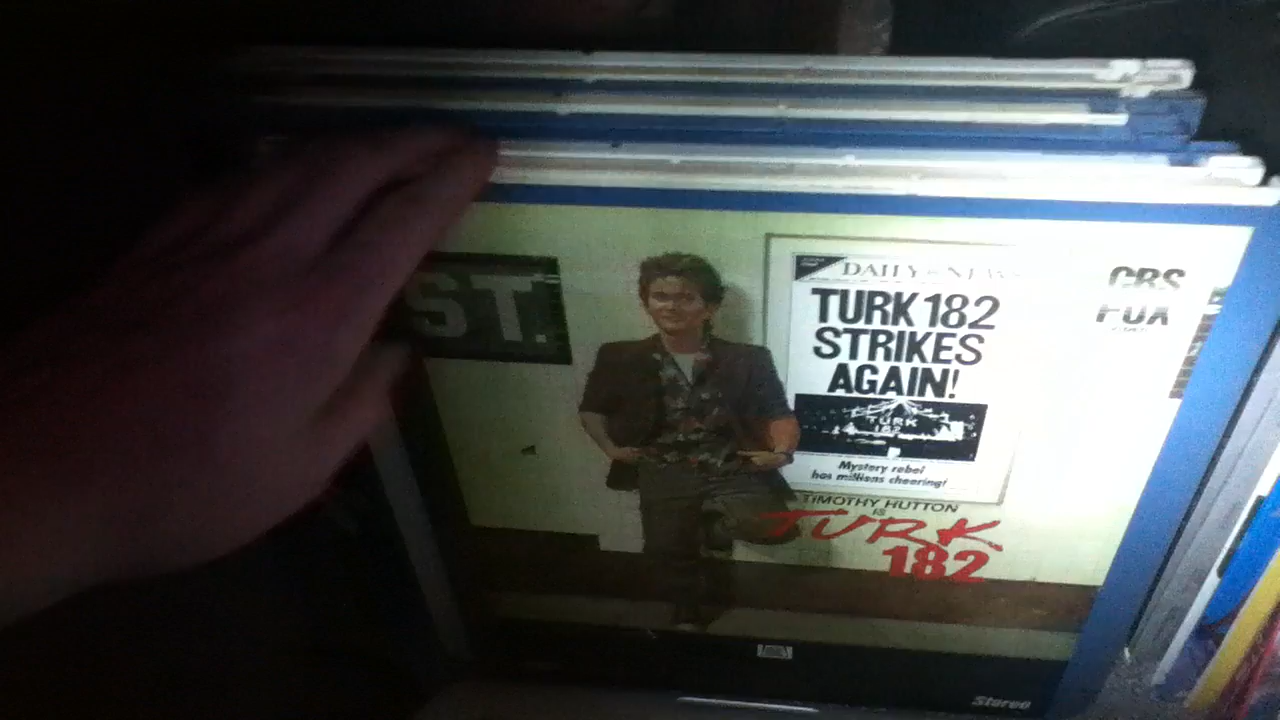 ST.
DAILY NEWS
TURK 182
STRIKES
AGAIN!
TURK
182
Mystery rebel
has millions cheering!
CBS
FOX
TIMOTHY HUTTON
IS
TURK
182
Stereo